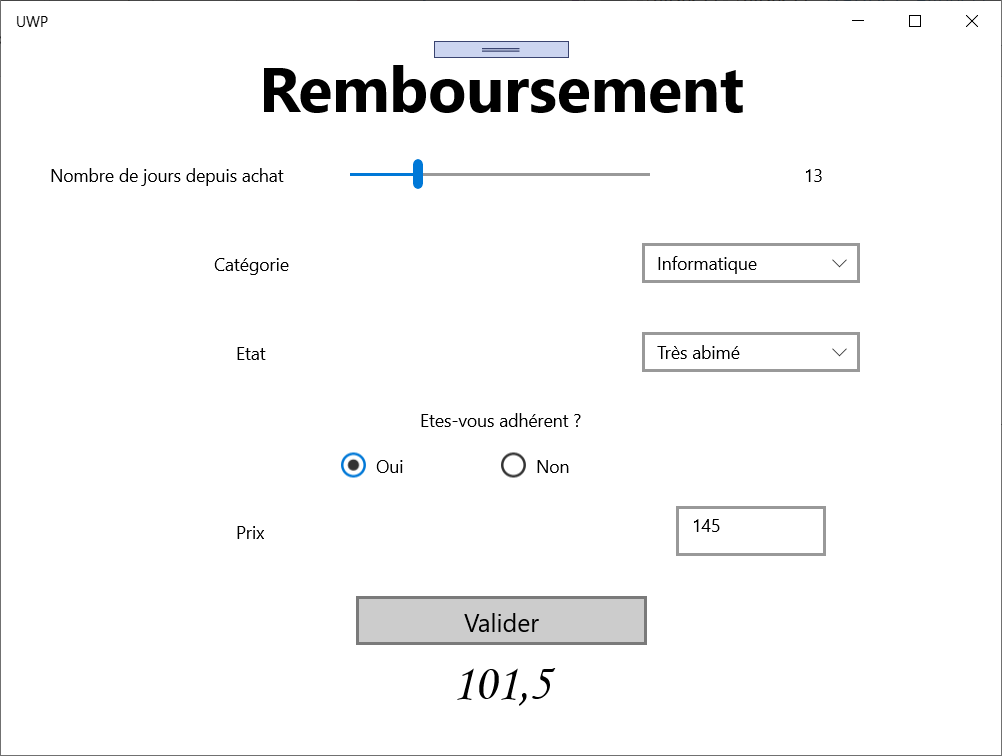 UWP
Remboursement
Nombre de jours depuis achat 13
Catégorie Informatique
Etat Très abimé
Etes-vous adhérent ?
Oui Non
Prix 145
Valider
101,5